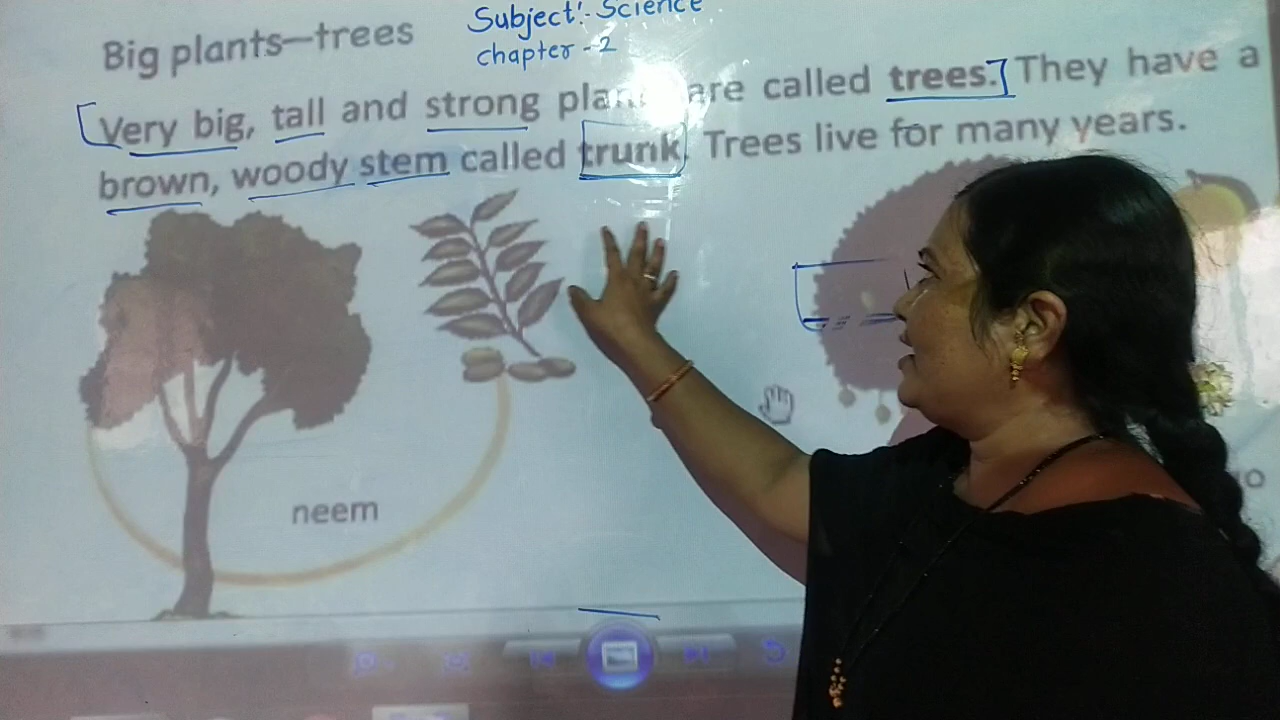 Subject:- Science
chapter - 2
Big plants—trees
Very big, tall and strong are called trees. They have a
brown, woody stem called trunk. Trees live for many years.
neem